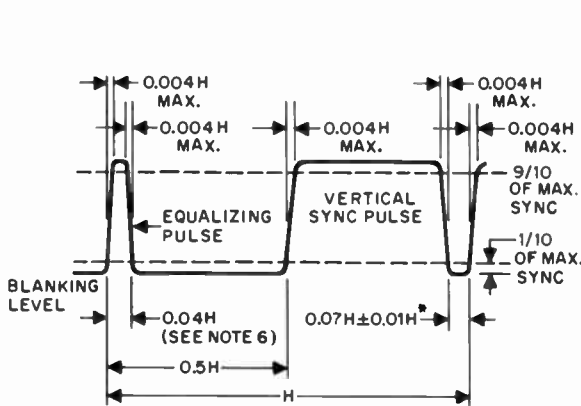 0.004H
MAX.
0.004H
MAX.
0.004H
MAX.
0.004H
MAX.
0.004H
MAX.
9/10
OF MAX.
SYNC
EQUALIZING
PULSE
VERTICAL
SYNC PULSE
1/10
OF MAX.
SYNC
BLANKING
LEVEL
0.04H
(SEE NOTE 6)
0.07H±0.01H*
0.5H
H